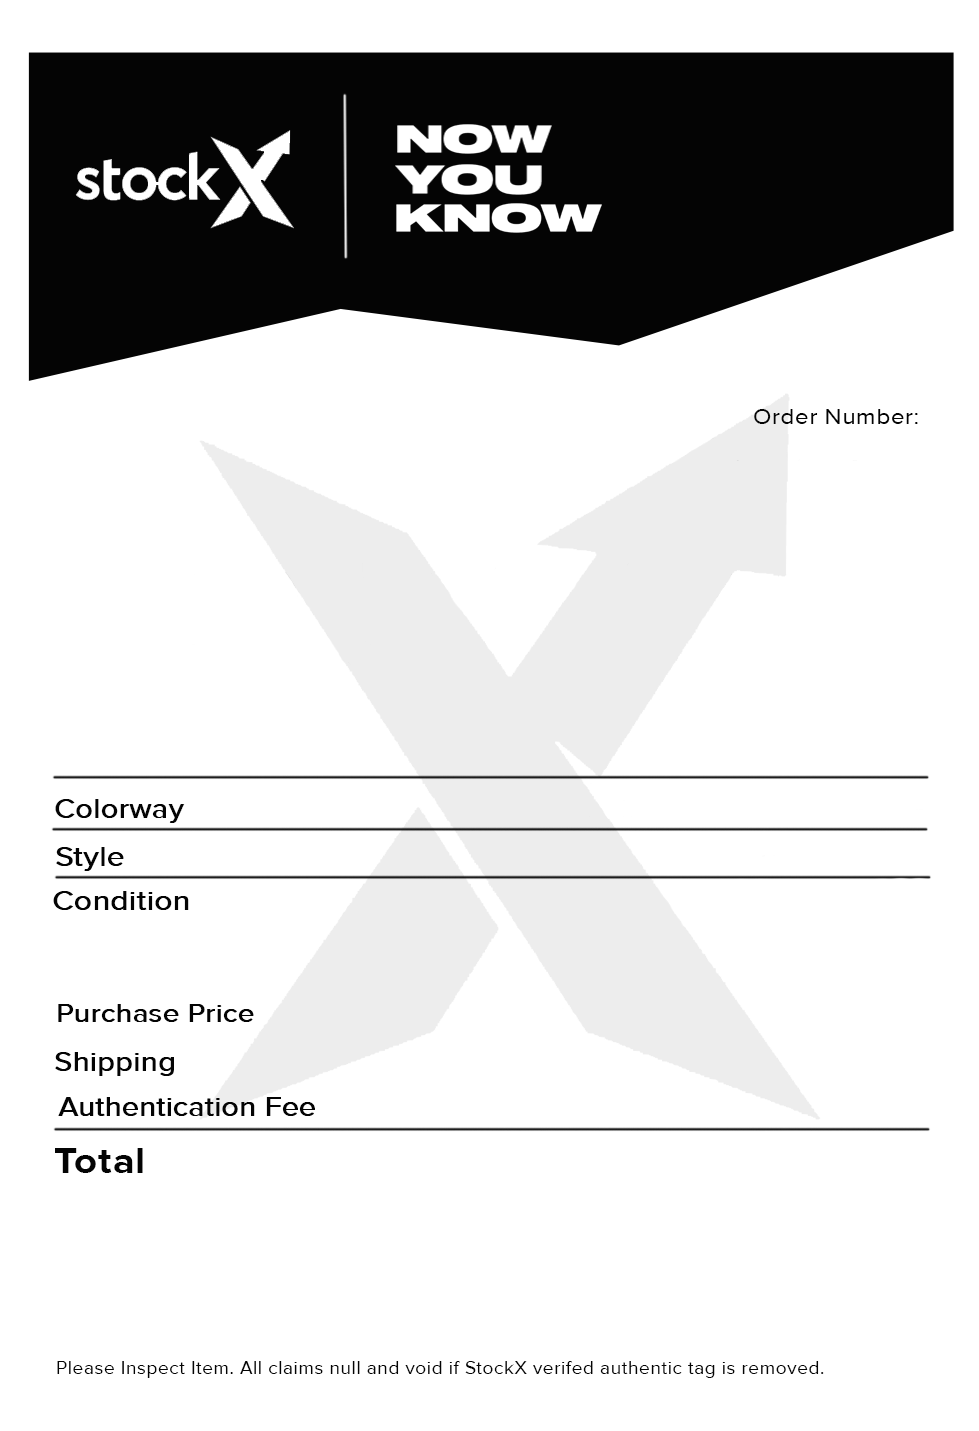 stockX
NOW
YOU
KNOW
Order Number:
Colorway
Style
Condition
Purchase Price
Shipping
Authentication Fee
Total
Please Inspect Item. All claims null and void if StockX verifed authentic tag is removed.